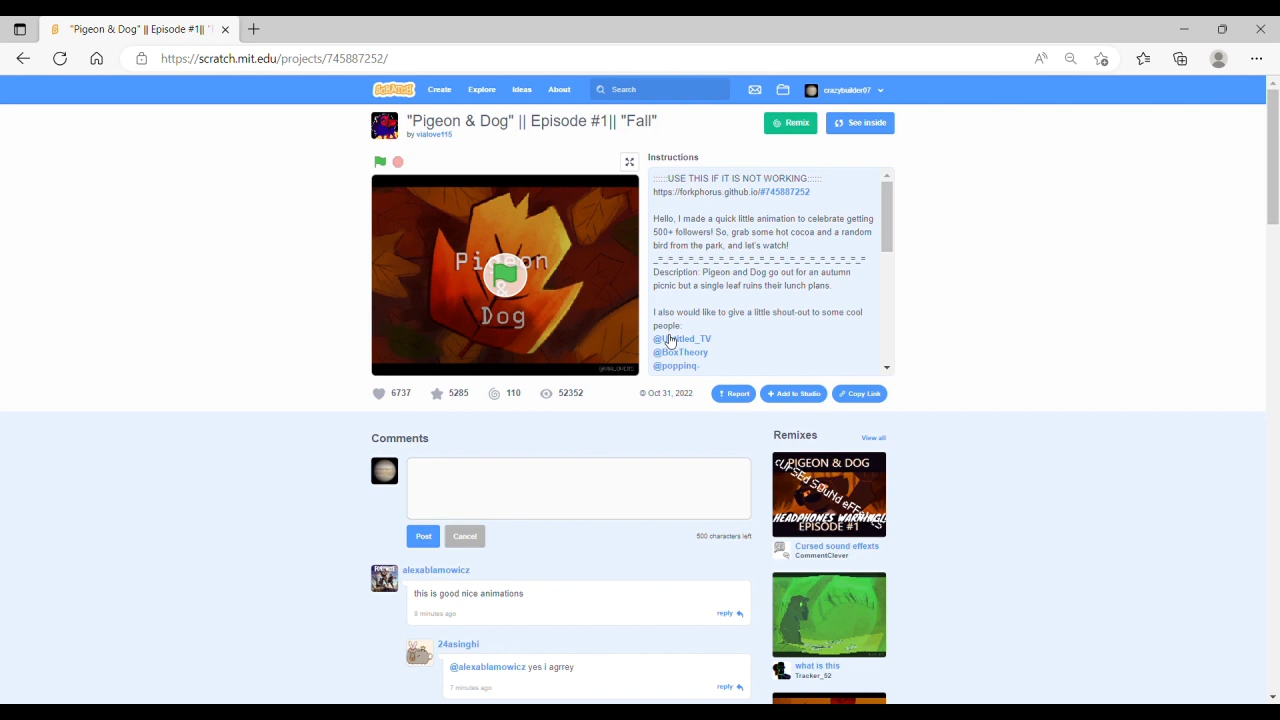 "Pigeon & Dog" || Episode #1||
https://scratch.mit.edu/projects/745887252/
SCRATCH Create Explore Ideas About Search crazybuilder07
"Pigeon & Dog" || Episode #1|| "Fall"
by vialove115
Remix See inside
Instructions
::::::USE THIS IF IT IS NOT WORKING::::::
https://forkphorus.github.io/#745887252
Hello, I made a quick little animation to celebrate getting
500+ followers! So, grab some hot cocoa and a random
bird from the park, and let's watch!
Description: Pigeon and Dog go out for an autumn
picnic but a single leaf ruins their lunch plans.
I also would like to give a little shout-out to some cool
people:
@Untitled_TV
@BoxTheory
@popping-
Pigeon
&
Dog
6737 5285 110 52352 © Oct 31, 2022 Report + Add to Studio Copy Link
Comments
Post Cancel 500 characters left
alexablamowicz
this is good nice animations
8 minutes ago reply
24asinghi
@alexablamowicz yes i agrrey
7 minutes ago reply
Remixes View all
PIGEON & DOG
cURSEd SOuNd eFFectS
HEADPHONES WARNING!!
EPISODE #1
Cursed sound effexts
CommentClever
what is this
Tracker_52